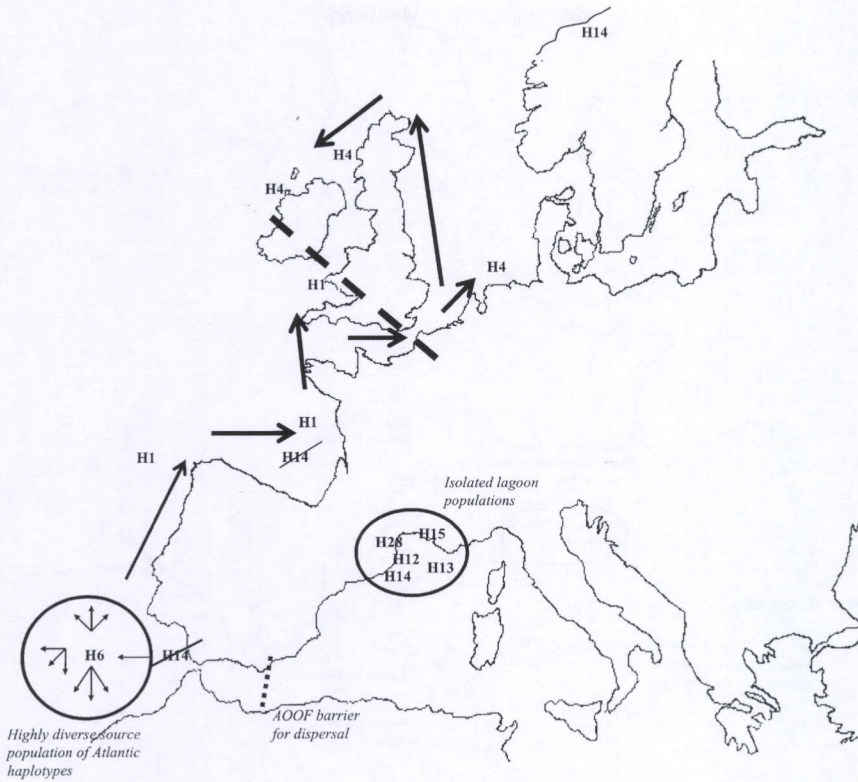 H14
H4
H4
H4
H1
H1
H1
H14
Isolated lagoon
populations
H28
H15
H12
H13
H14
H6
H14
AOOF barrier
for dispersal
Highly diverse source
population of Atlantic
haplotypes